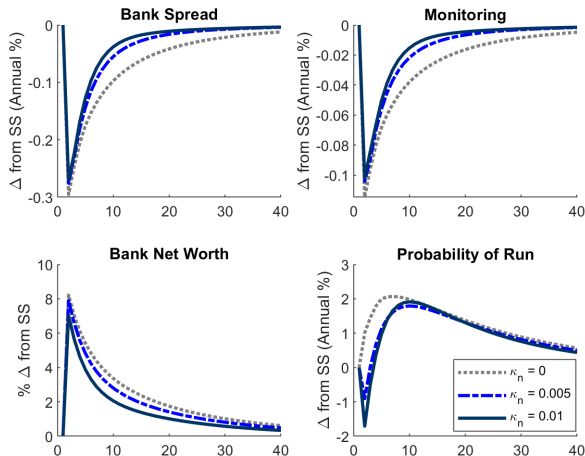 Bank Spread
Δ from SS (Annual %)
0
-0.1
-0.2
-0.3
0 10 20 30 40
Monitoring
Δ from SS (Annual %)
0
-0.02
-0.04
-0.06
-0.08
-0.1
0 10 20 30 40
Bank Net Worth
% Δ from SS
10
8
6
4
2
0
0 10 20 30 40
Probability of Run
Δ from SS (Annual %)
3
2
1
0
-1
-2
0 10 20 30 40
κn = 0
κn = 0.005
κn = 0.01